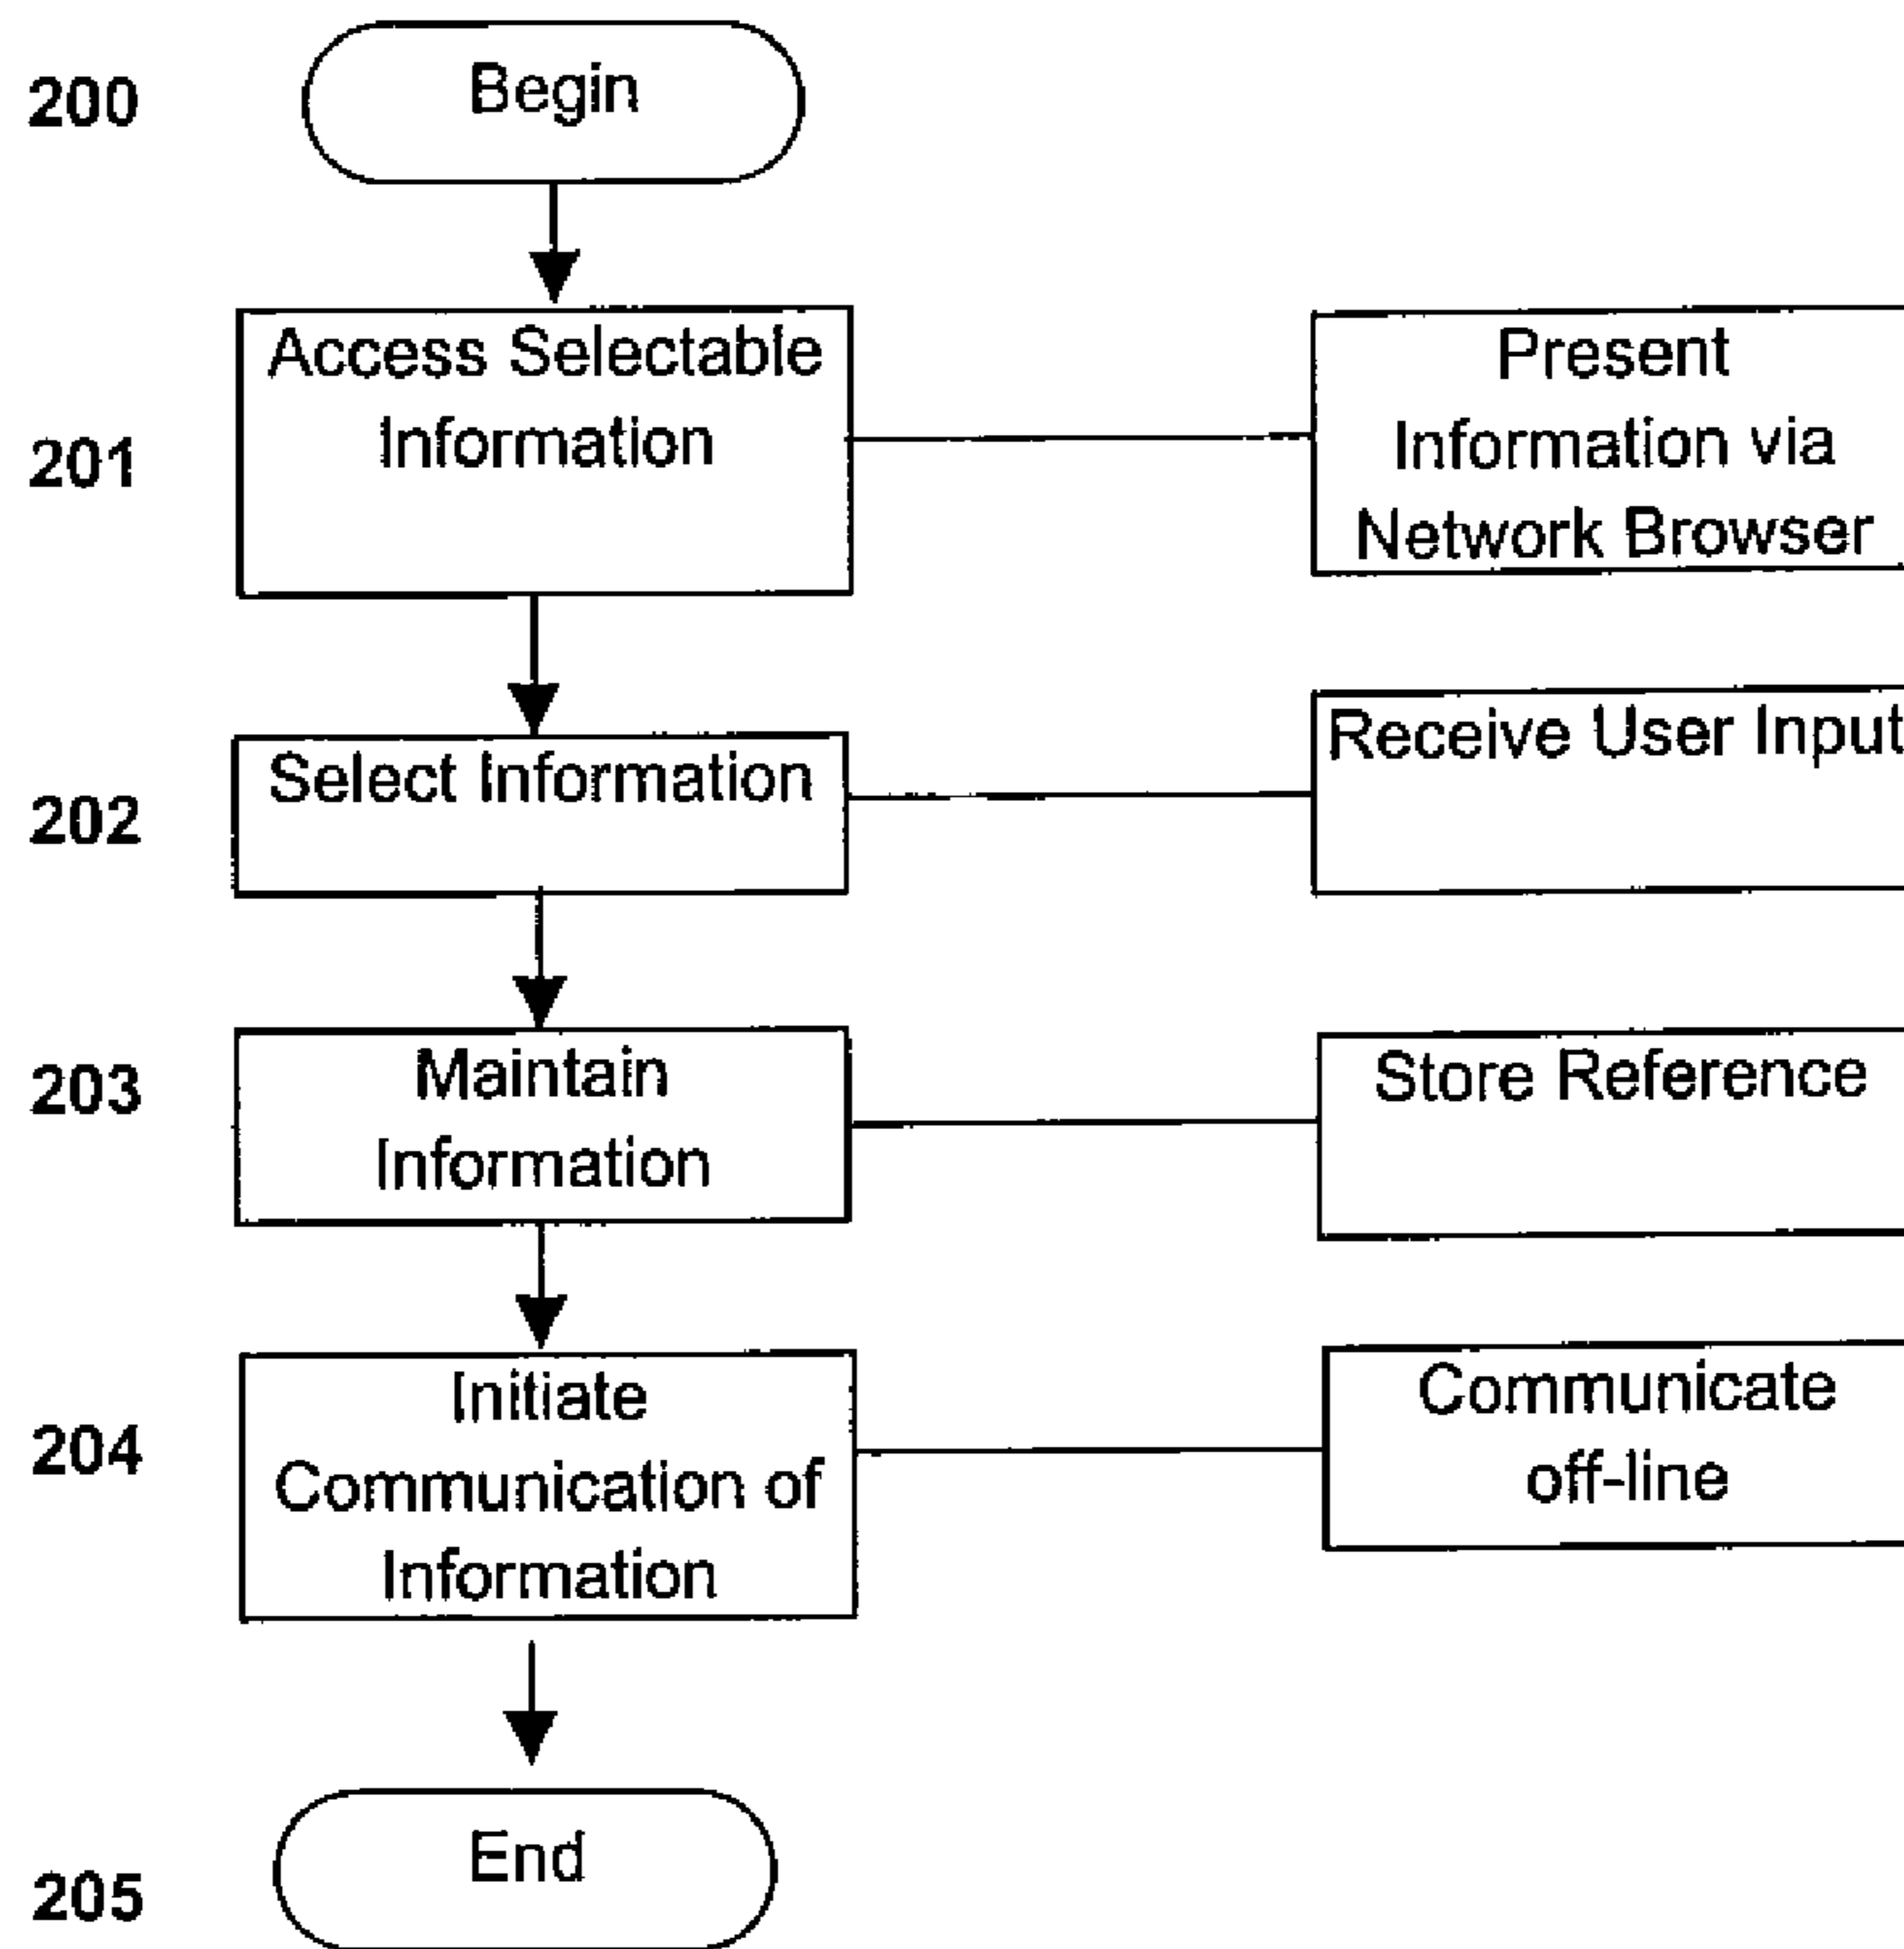 200
Begin
201
Access Selectable
Information
Present
Information via
Network Browser
202
Select Information
Receive User Input
203
Maintain
Information
Store Reference
204
Initiate
Communication of
Information
Communicate
off-line
205
End